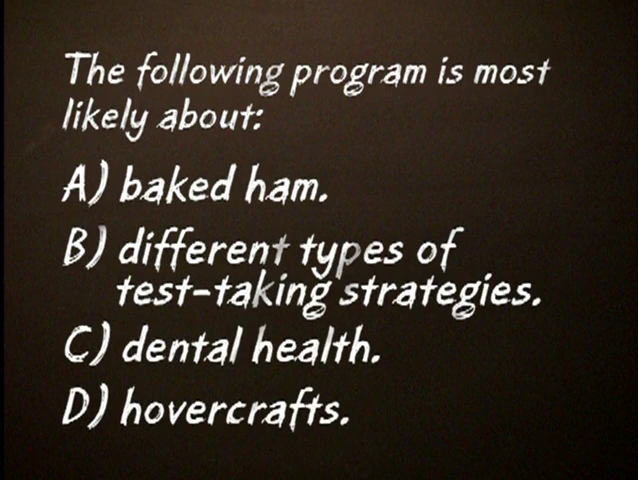 The following program is most
likely about:
A) baked ham.
B) different types of
test-taking strategies.
C) dental health.
D) hovercrafts.